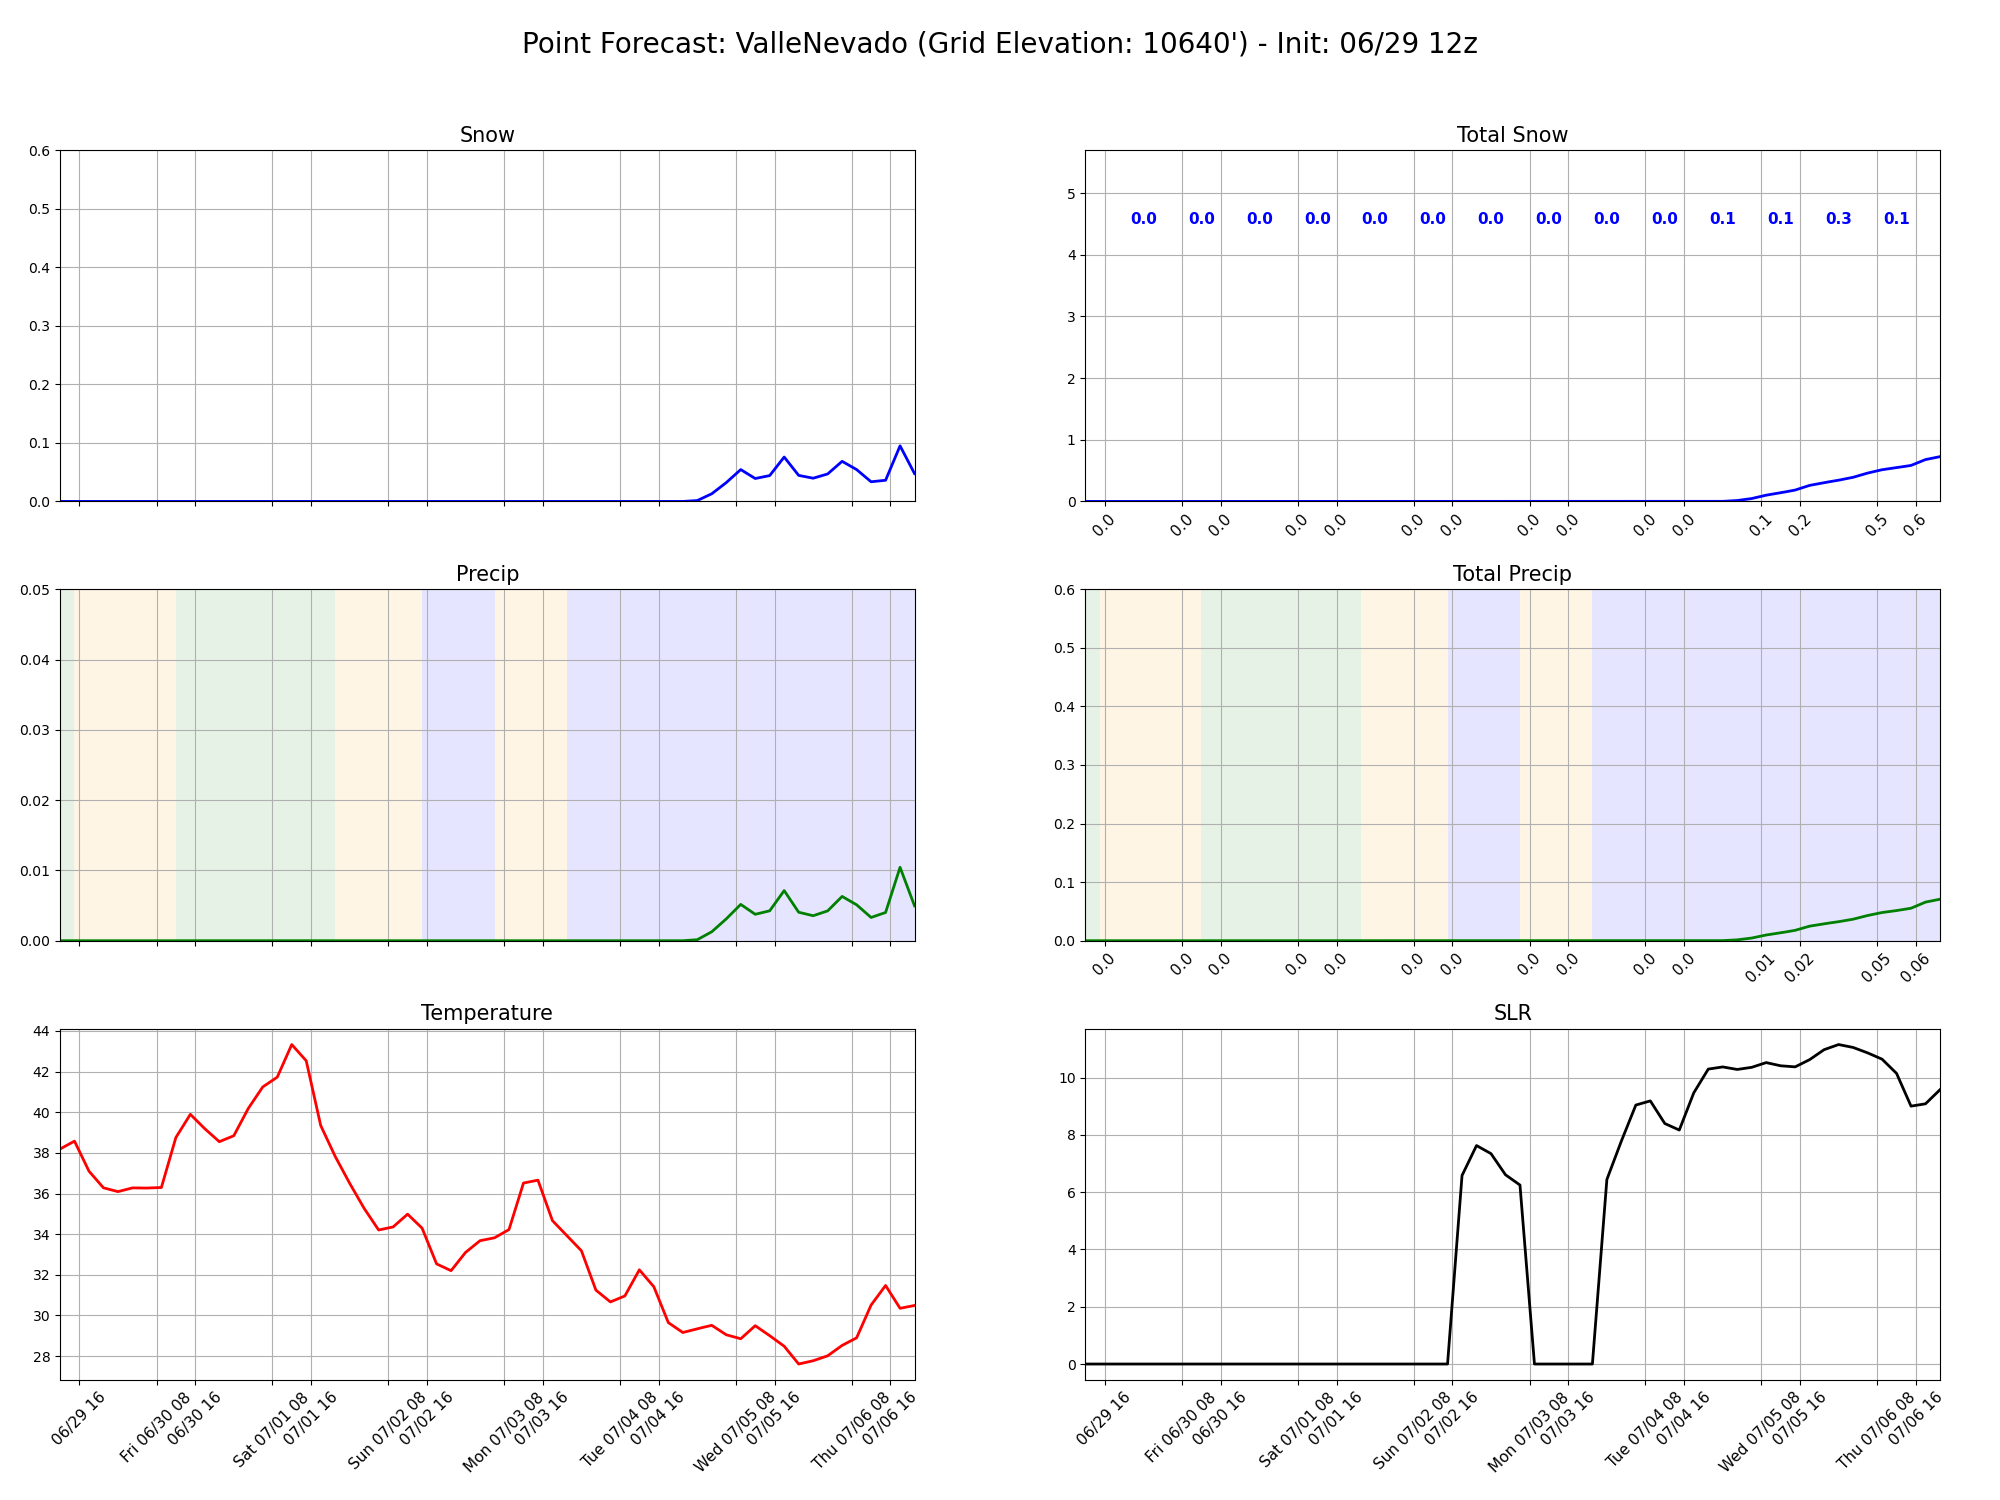 Point Forecast: ValleNevado (Grid Elevation: 10640') - Init: 06/29 12z
Snow
0.6
0.5
0.4
0.3
0.2
0.1
0.0
Total Snow
5
4
3
2
1
0
0.0 0.0 0.0 0.0 0.0 0.0 0.0 0.0 0.0 0.0 0.1 0.1 0.3 0.1
0.0 0.0 0.0 0.0 0.0 0.0 0.0 0.0 0.0 0.0 0.0 0.1 0.2 0.5 0.6
Precip
0.05
0.04
0.03
0.02
0.01
0.00
Total Precip
0.6
0.5
0.4
0.3
0.2
0.1
0.0
0.0 0.0 0.0 0.0 0.0 0.0 0.0 0.0 0.0 0.0 0.0 0.01 0.02 0.05 0.06
Temperature
44
42
40
38
36
34
32
30
28
06/29 16
Fri 06/30 08
06/30 16
Sat 07/01 08
07/01 16
Sun 07/02 08
07/02 16
Mon 07/03 08
07/03 16
Tue 07/04 08
07/04 16
Wed 07/05 08
07/05 16
Thu 07/06 08
07/06 16
SLR
10
8
6
4
2
0
06/29 16
Fri 06/30 08
06/30 16
Sat 07/01 08
07/01 16
Sun 07/02 08
07/02 16
Mon 07/03 08
07/03 16
Tue 07/04 08
07/04 16
Wed 07/05 08
07/05 16
Thu 07/06 08
07/06 16